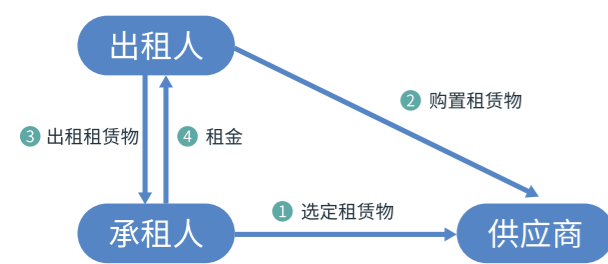 出租人
② 购置租赁物
③ 出租租赁物
④ 租金
① 选定租赁物
承租人
供应商